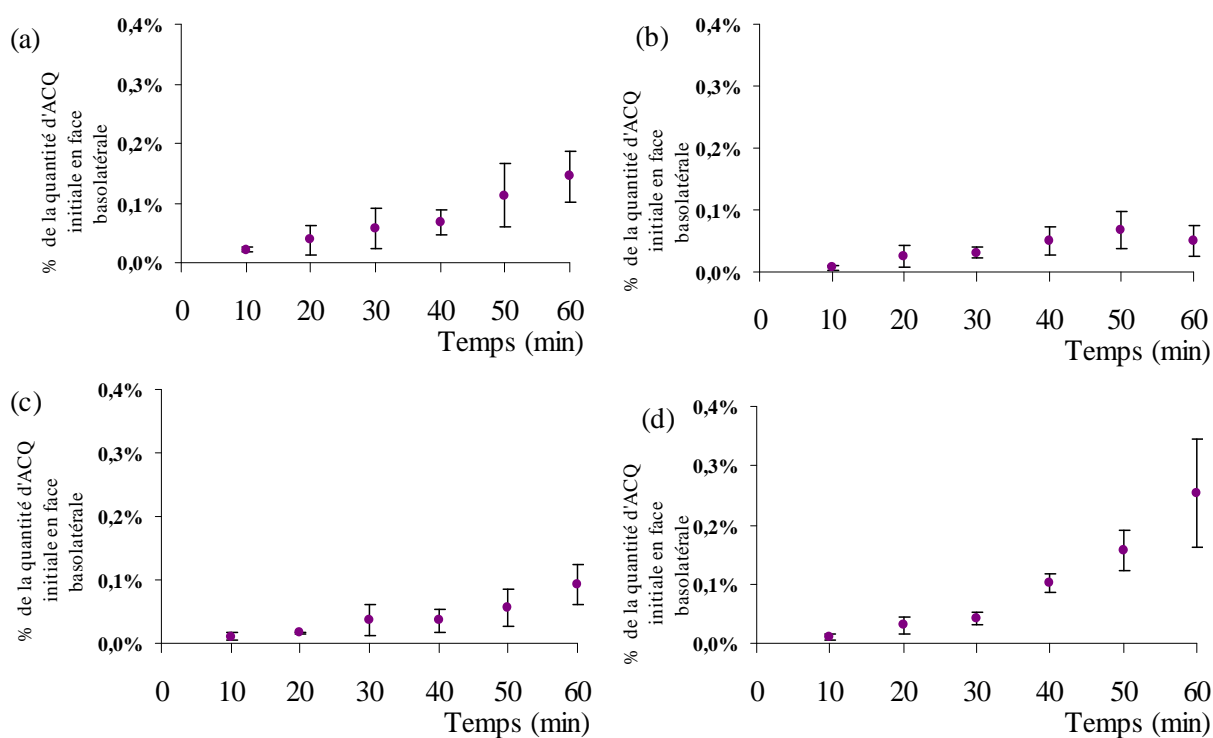 (a)
% de la quantité d'ACQ
initiale en face
basolatérale
0,4%
0,3%
0,2%
0,1%
0,0%
0 10 20 30 40 50 60
Temps (min)
(b)
% de la quantité d'ACQ
initiale en face
basolatérale
0,4%
0,3%
0,2%
0,1%
0,0%
0 10 20 30 40 50 60
Temps (min)
(c)
% de la quantité d'ACQ
initiale en face
basolatérale
0,4%
0,3%
0,2%
0,1%
0,0%
0 10 20 30 40 50 60
Temps (min)
(d)
% de la quantité d'ACQ
initiale en face
basolatérale
0,4%
0,3%
0,2%
0,1%
0,0%
0 10 20 30 40 50 60
Temps (min)